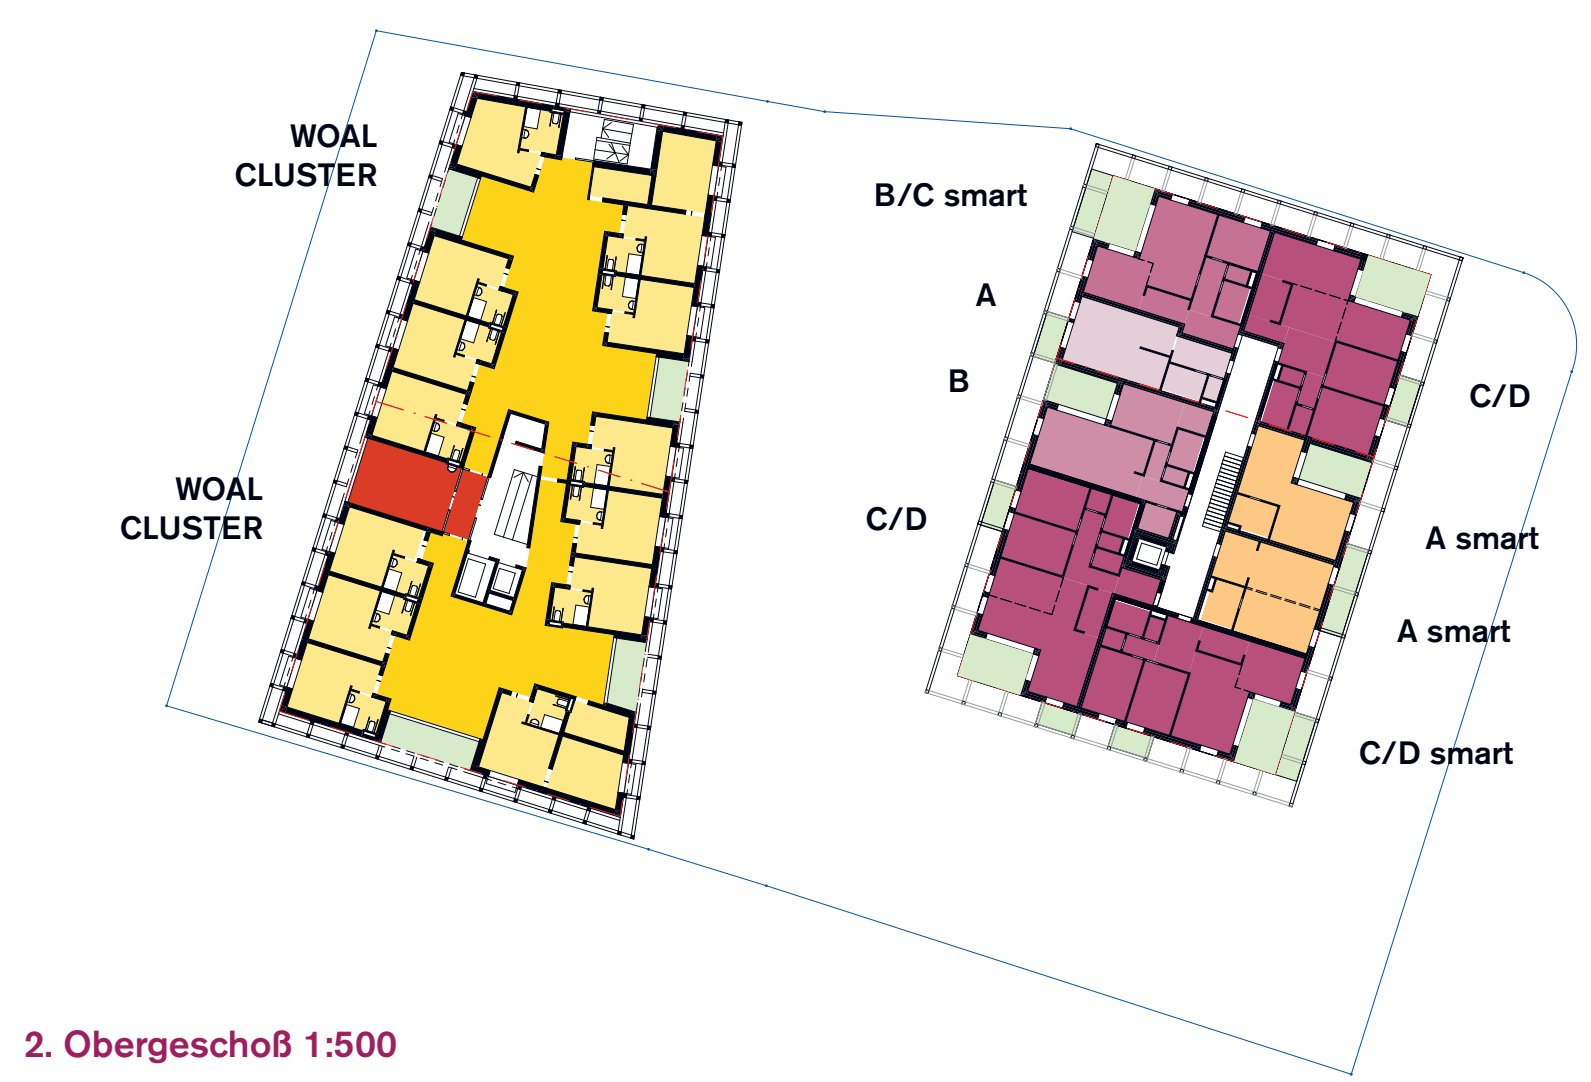 WOAL
CLUSTER
B/C smart
A
B
C/D
WOAL
CLUSTER
C/D
A smart
A smart
C/D smart
2. Obergeschoß 1:500